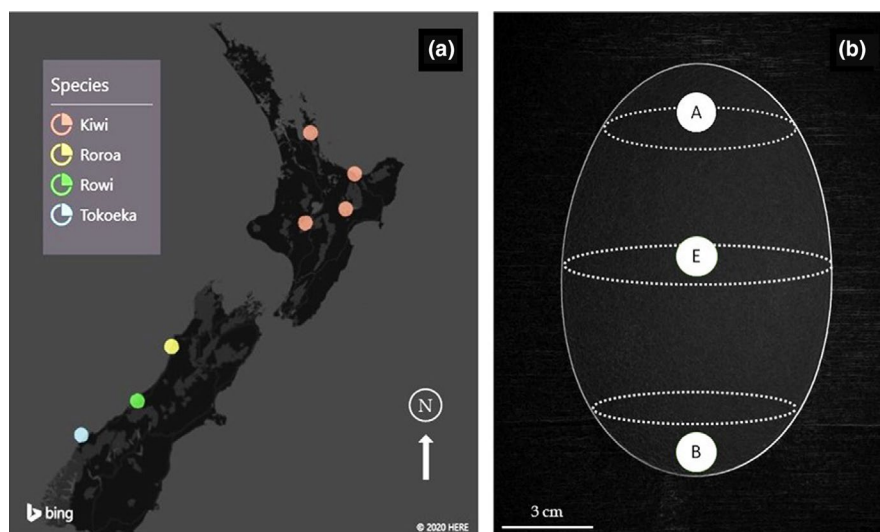 (a)
Species
Kiwi
Roroa
Rowi
Tokoeka
N
bing
© 2020 HERE
(b)
A
E
B
3 cm